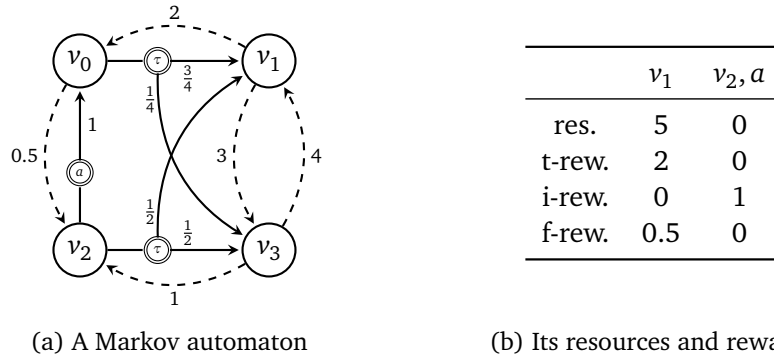 2
v₀ τ v₁
3/4
1/4
1
0.5 a 3 4
1/2
1/2
v₂ τ v₃
1
(a) A Markov automaton
v₁ v₂, a
res. 5 0
t-rew. 2 0
i-rew. 0 1
f-rew. 0.5 0
(b) Its resources and